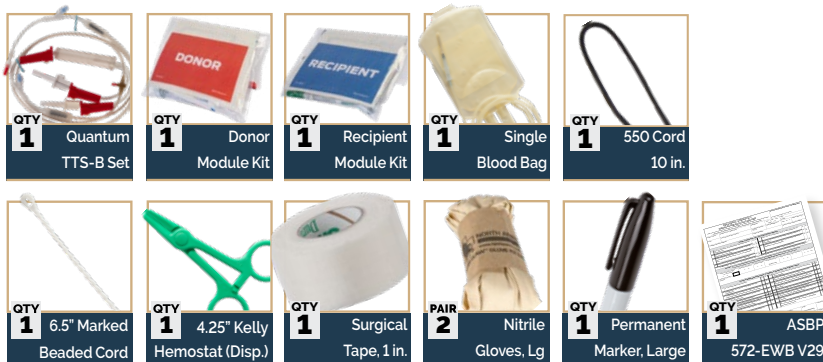 DONOR
RECIPIENT
QTY
1
Quantum
TTS-B Set
QTY
1
Donor
Module Kit
QTY
1
Recipient
Module Kit
QTY
1
Single
Blood Bag
QTY
1
550 Cord
10 in.
NORTH AMERICAN
QTY
1
6.5" Marked
Beaded Cord
QTY
1
4.25" Kelly
Hemostat (Disp.)
QTY
1
Surgical
Tape, 1 in.
PAIR
2
Nitrile
Gloves, Lg
QTY
1
Permanent
Marker, Large
QTY
1
ASBP
572-EWB V29